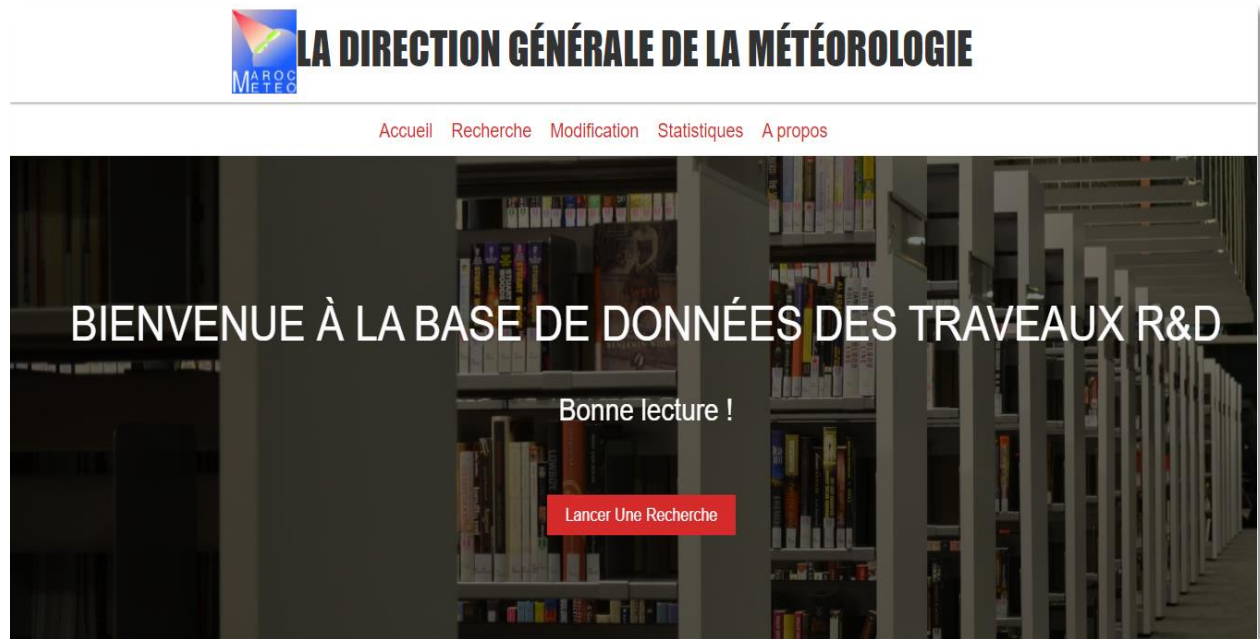 LA DIRECTION GÉNÉRALE DE LA MÉTÉOROLOGIE
MAROC
METEO
Accueil Recherche Modification Statistiques A propos
BIENVENUE À LA BASE DE DONNÉES DES TRAVEAUX R&D
Bonne lecture !
Lancer Une Recherche